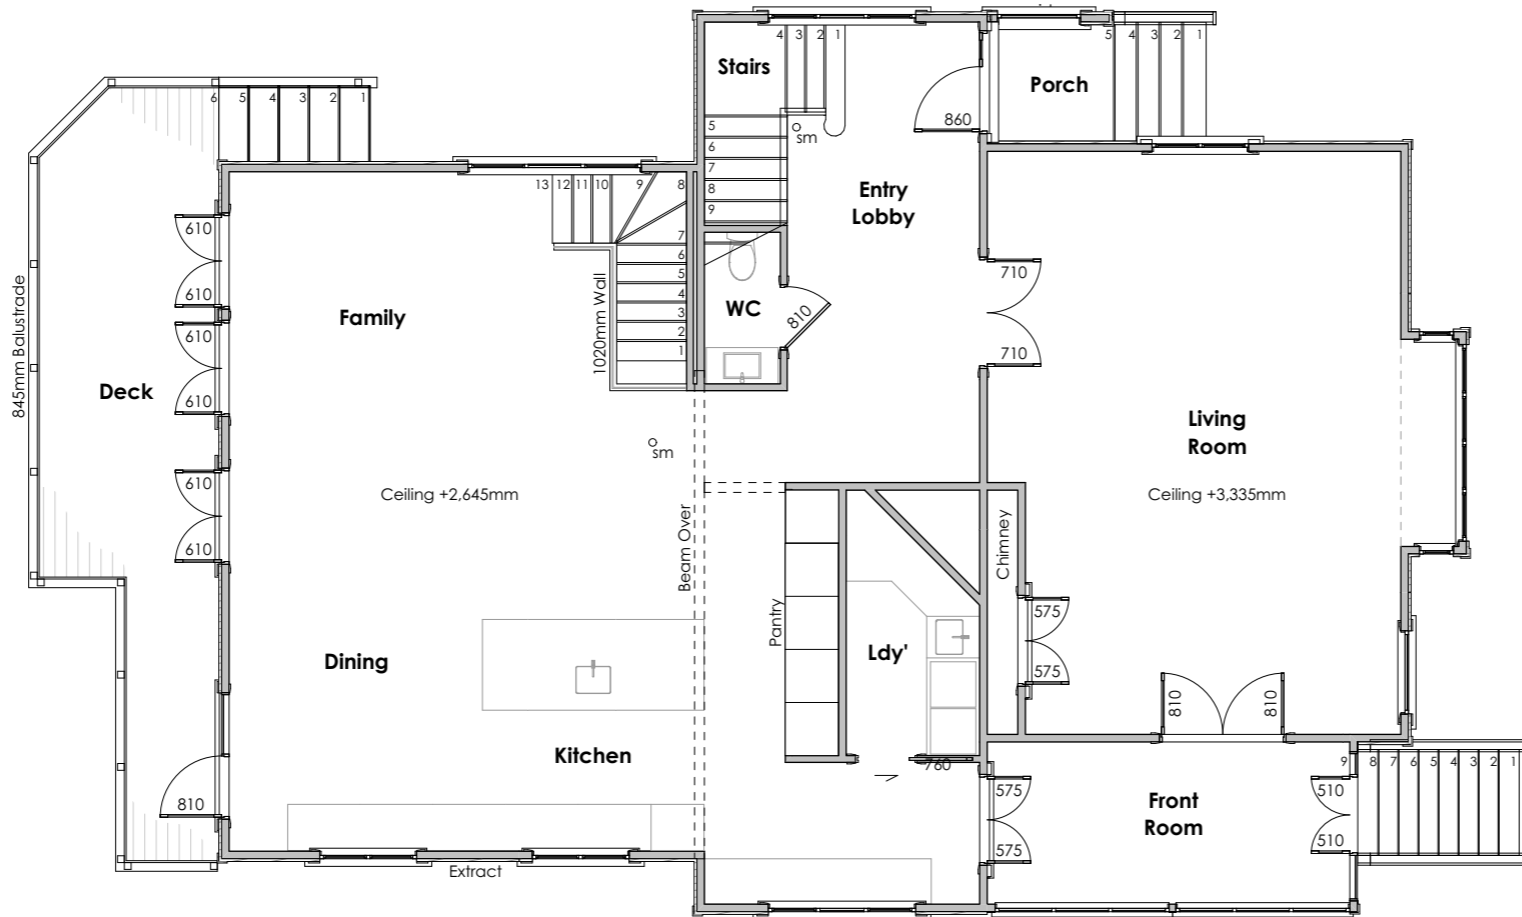 4 3 2 1
Stairs
5
6
7
8
9
sm
860
Porch
5 4 3 2 1
Entry
Lobby
6 5 4 3 2 1
13 12 11 10 9 8
7
6
5
4
3
2
1
1020mm Wall
WC
810
610
610
610
610
610
610
Family
845mm Balustrade
Deck
710
710
sm
Ceiling +2,645mm
Beam Over
Living
Room
Ceiling +3,335mm
Chimney
Pantry
Ldy'
575
575
Dining
Kitchen
810
810
810
760
Extract
575
575
Front
Room
510
510
9 8 7 6 5 4 3 2 1